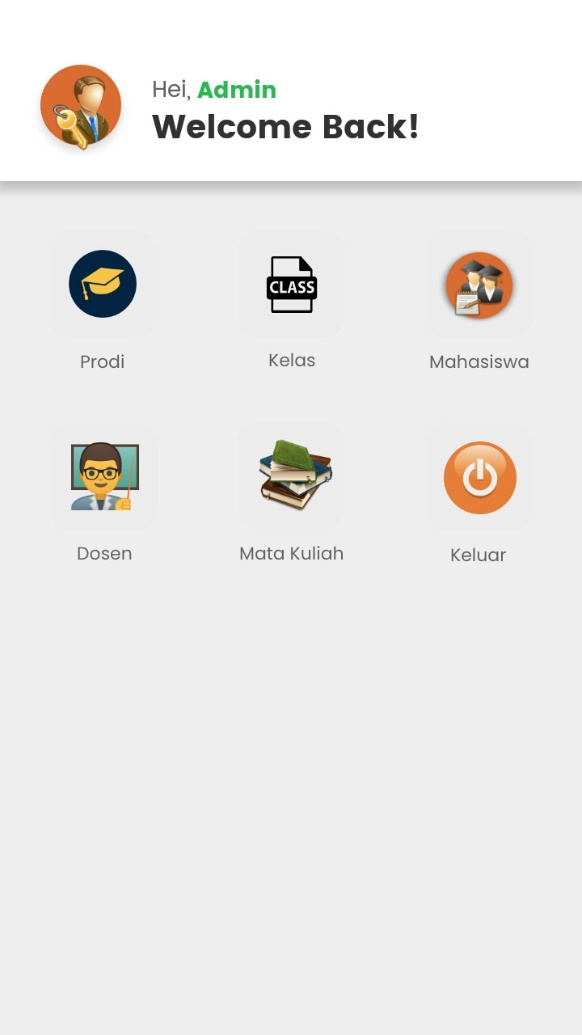 Hei, Admin
Welcome Back!
CLASS
Prodi
Kelas
Mahasiswa
Dosen
Mata Kuliah
Keluar